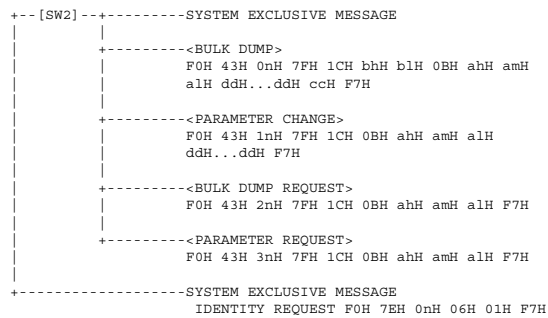 +--[SW2]--+---------SYSTEM EXCLUSIVE MESSAGE
| |
| +---------<BULK DUMP>
| F0H 43H 0nH 7FH 1CH bhH blH 0BH ahH amH
| alH ddH...ddH ccH F7H
| |
| +---------<PARAMETER CHANGE>
| F0H 43H 1nH 7FH 1CH 0BH ahH amH alH
| ddH...ddH F7H
| |
| +---------<BULK DUMP REQUEST>
| | F0H 43H 2nH 7FH 1CH 0BH ahH amH alH F7H
| |
| +---------<PARAMETER REQUEST>
| F0H 43H 3nH 7FH 1CH 0BH ahH amH alH F7H
|
+-------------------SYSTEM EXCLUSIVE MESSAGE
IDENTITY REQUEST F0H 7EH 0nH 06H 01H F7H